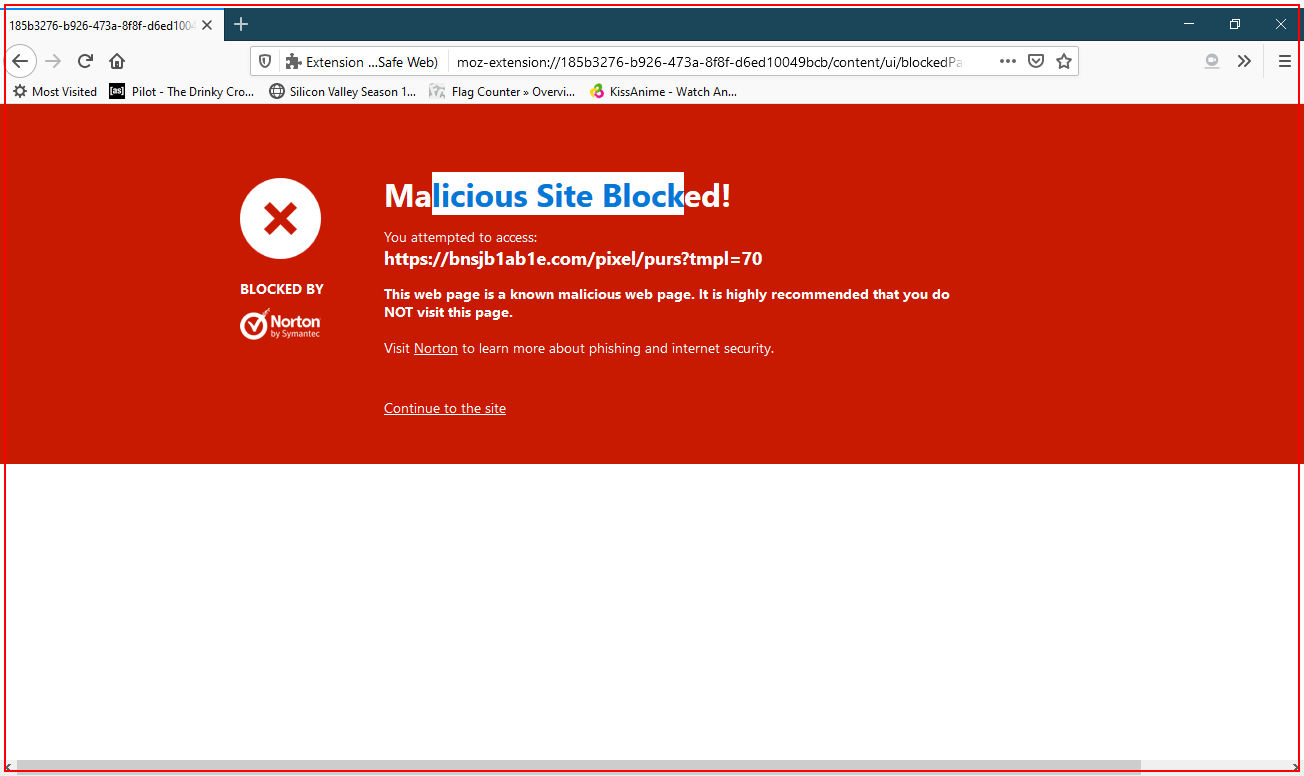 185b3276-b926-473a-8f8f-d6ed1004
Extension ...Safe Web) moz-extension://185b3276-b926-473a-8f8f-d6ed10049bcb/content/ui/blockedPa
Most Visited [as] Pilot - The Drinky Cro... Silicon Valley Season 1... Flag Counter » Overvi... KissAnime - Watch An...
Malicious Site Blocked!
You attempted to access:
https://bnsjb1ab1e.com/pixel/purs?tmpl=70
BLOCKED BY
Norton
by Symantec
This web page is a known malicious web page. It is highly recommended that you do
NOT visit this page.
Visit Norton to learn more about phishing and internet security.
Continue to the site